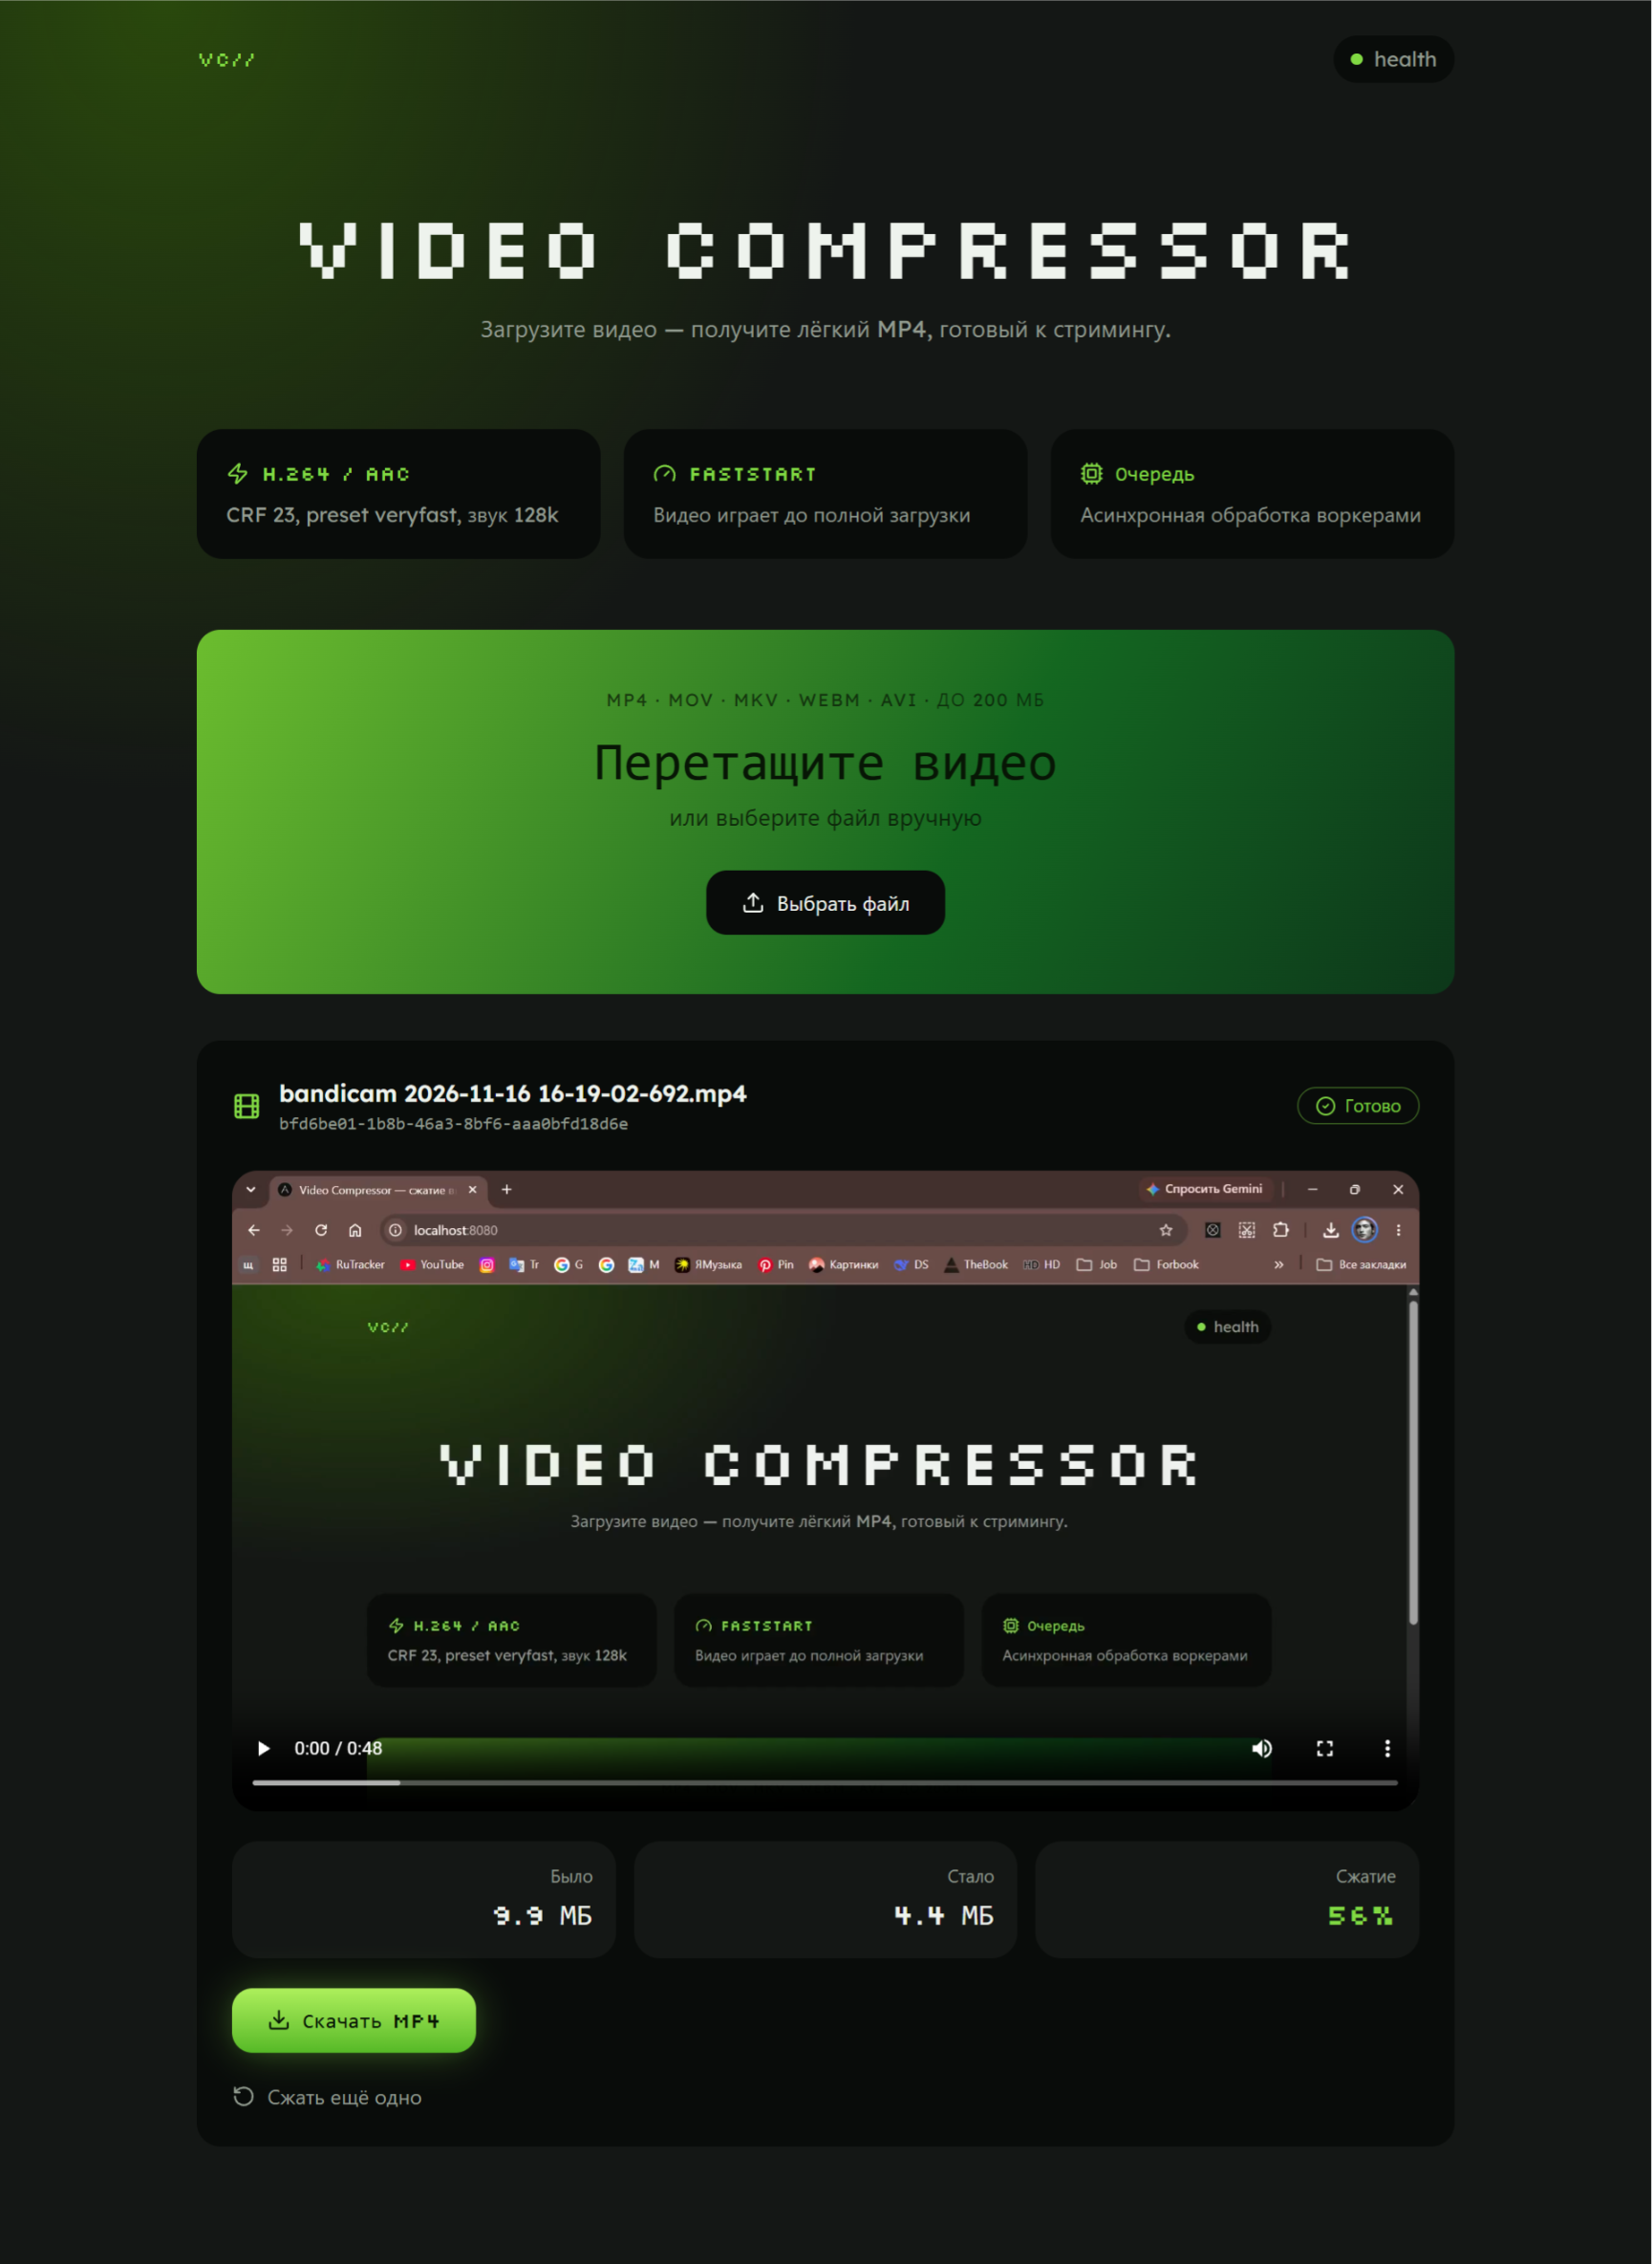 VC//
health
VIDEO COMPRESSOR
Загрузите видео — получите лёгкий MP4, готовый к стримингу.
H.264 / AAC
CRF 23, preset veryfast, звук 128k
FASTSTART
Видео играет до полной загрузки
Очередь
Асинхронная обработка воркерами
MP4 · MOV · MKV · WEBM · AVI · ДО 200 МБ
Перетащите видео
или выберите файл вручную
Выбрать файл
bandicam 2026-11-16 16-19-02-692.mp4
bfd6be01-1b8b-46a3-8bf6-aaa0bfd18d6e
Готово
Video Compressor — сжатие в
Спросить Gemini
localhost:8080
щ RuTracker YouTube Tr G M ЯМузыка Pin Картинки DS TheBook HD HD Job Forbook » Все закладки
VC//
health
VIDEO COMPRESSOR
Загрузите видео — получите лёгкий MP4, готовый к стримингу.
H.264 / AAC
CRF 23, preset veryfast, звук 128k
FASTSTART
Видео играет до полной загрузки
Очередь
Асинхронная обработка воркерами
0:00 / 0:48
Было
9.9 МБ
Стало
4.4 МБ
Сжатие
56%
Скачать MP4
Сжать ещё одно